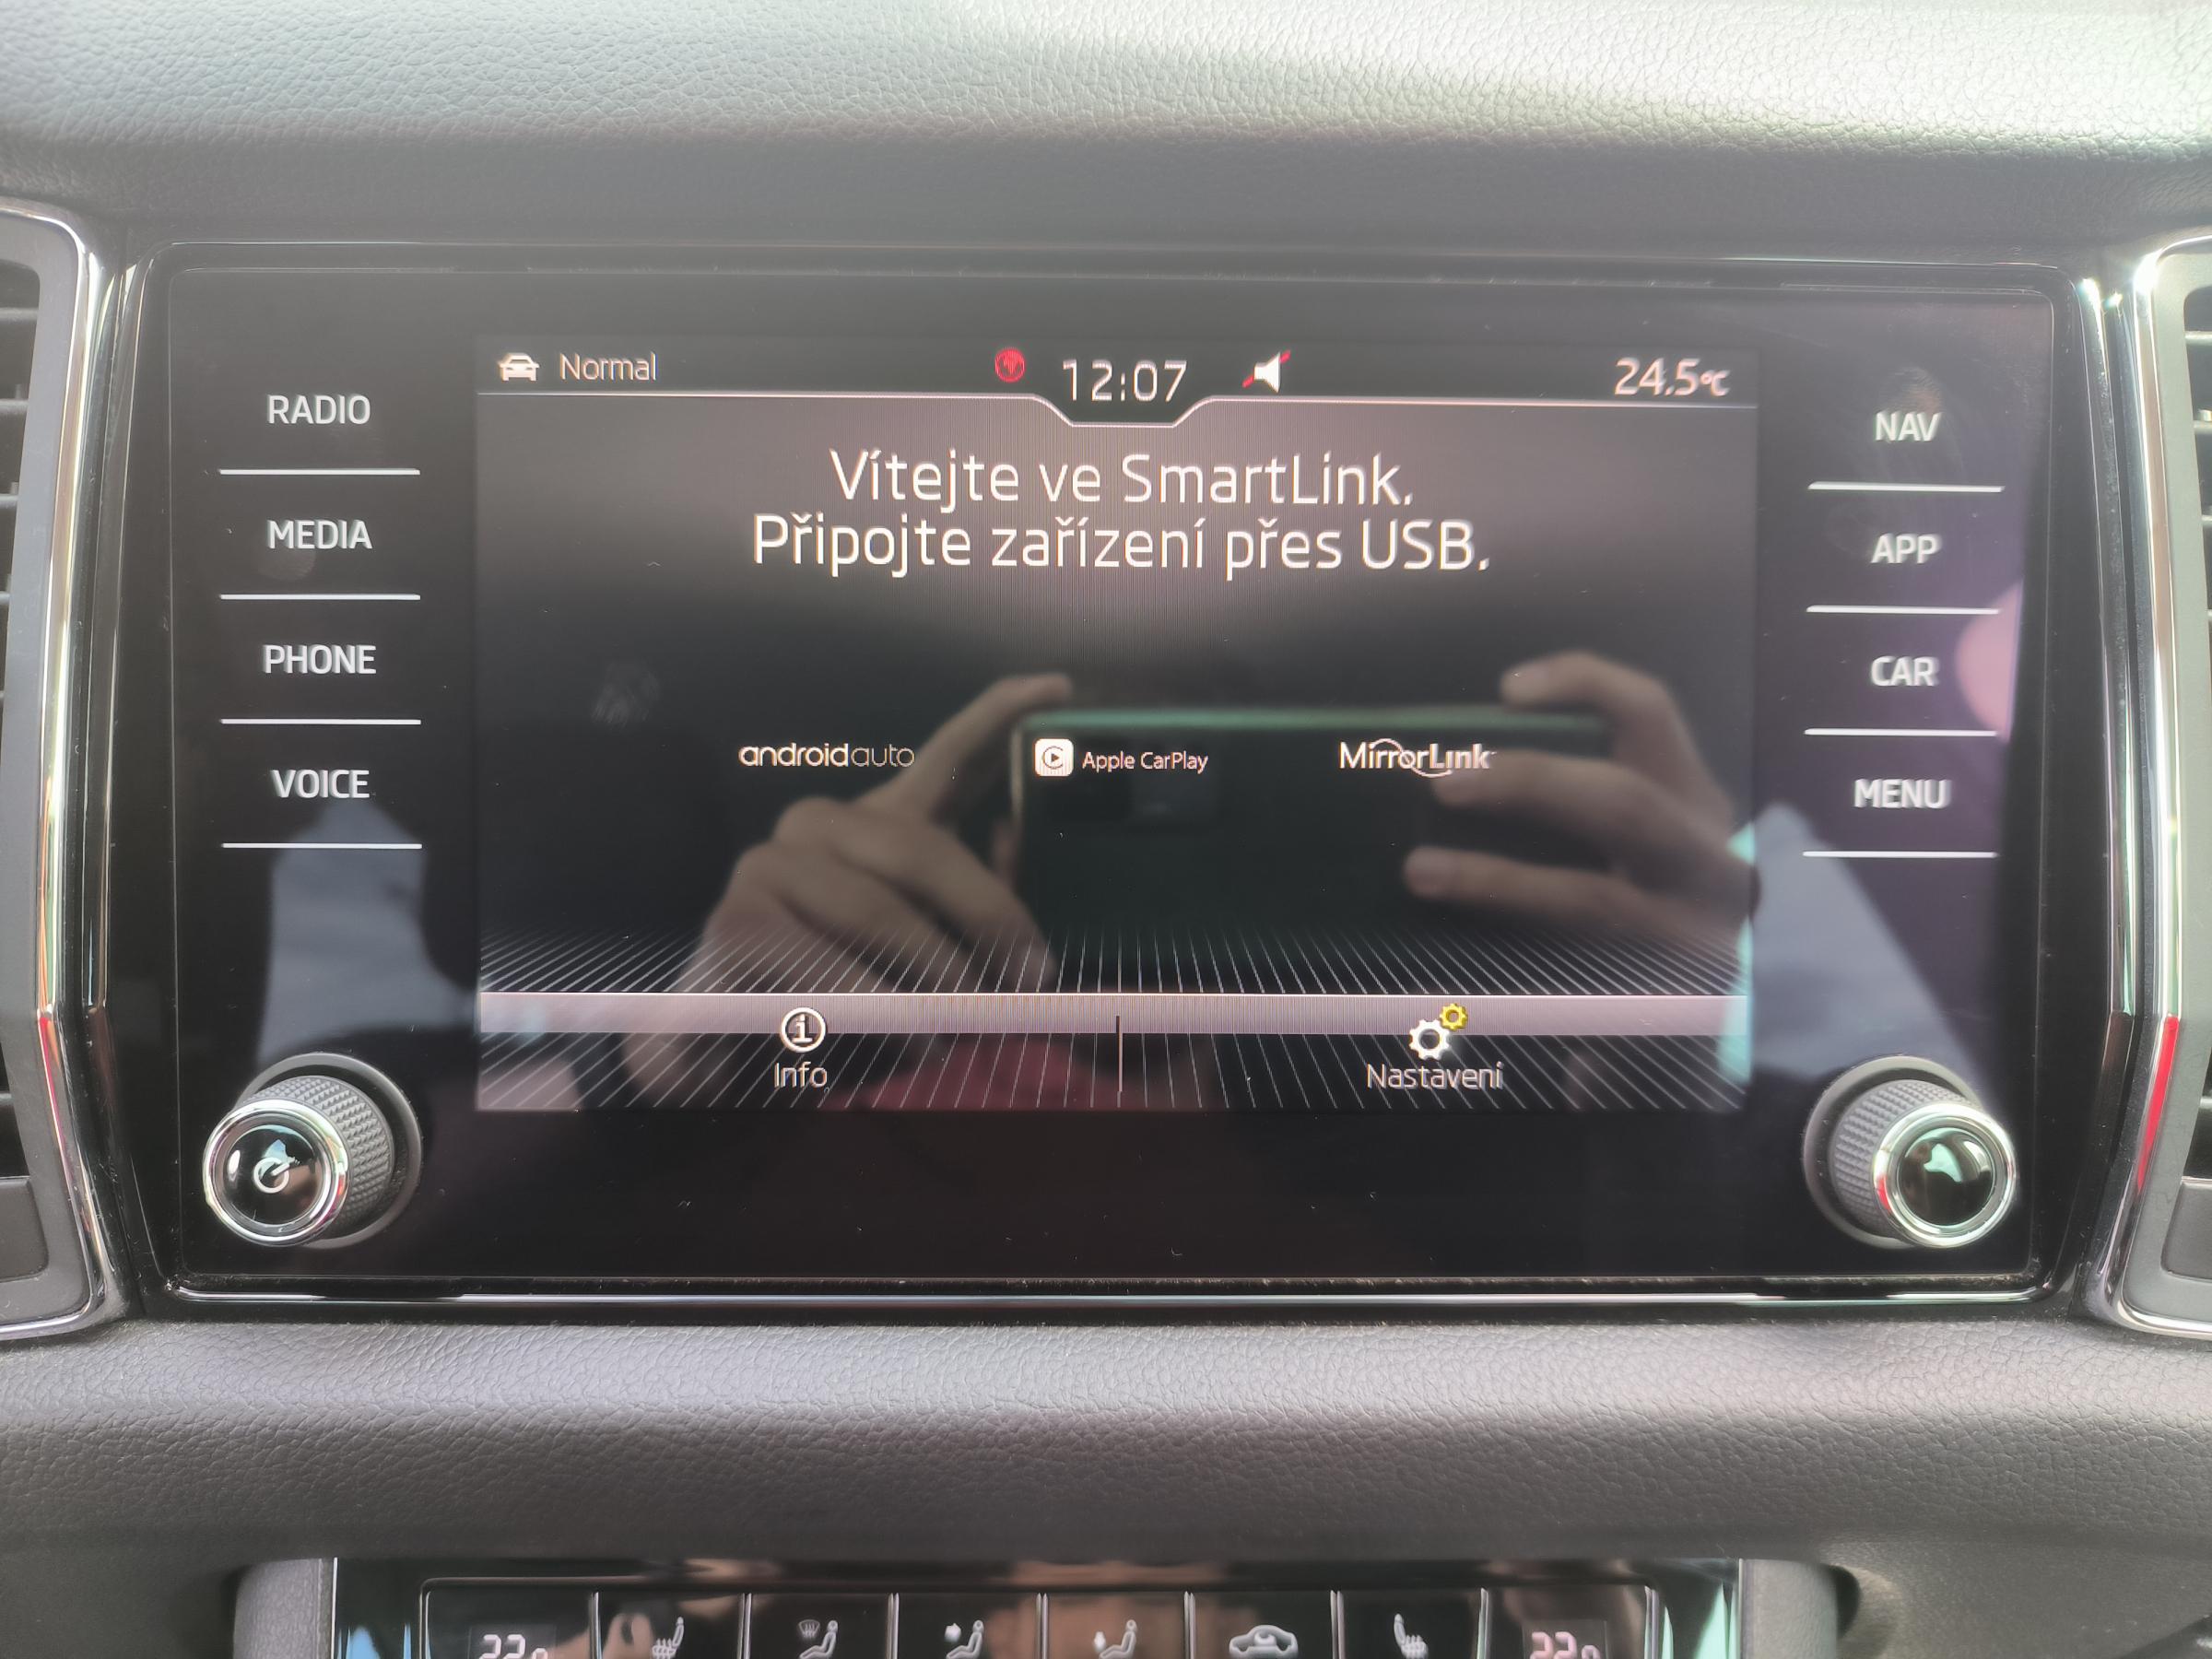 Normal
12:07
24.5°C
RADIO
MEDIA
PHONE
VOICE
NAV
APP
CAR
MENU
Vítejte ve SmartLink.
Připojte zařízení přes USB.
androidauto
Apple CarPlay
MirrorLink
Info
Nastavení